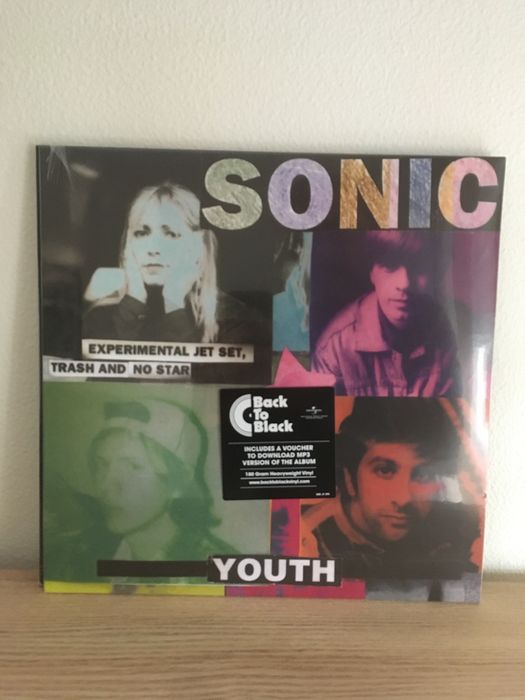 SONIC
EXPERIMENTAL JET SET,
TRASH AND NO STAR
Back
To
Black
INCLUDES A VOUCHER
TO DOWNLOAD MP3
VERSION OF THE ALBUM
180 Gram Heavyweight Vinyl
www.backtoblackvinyl.com
YOUTH